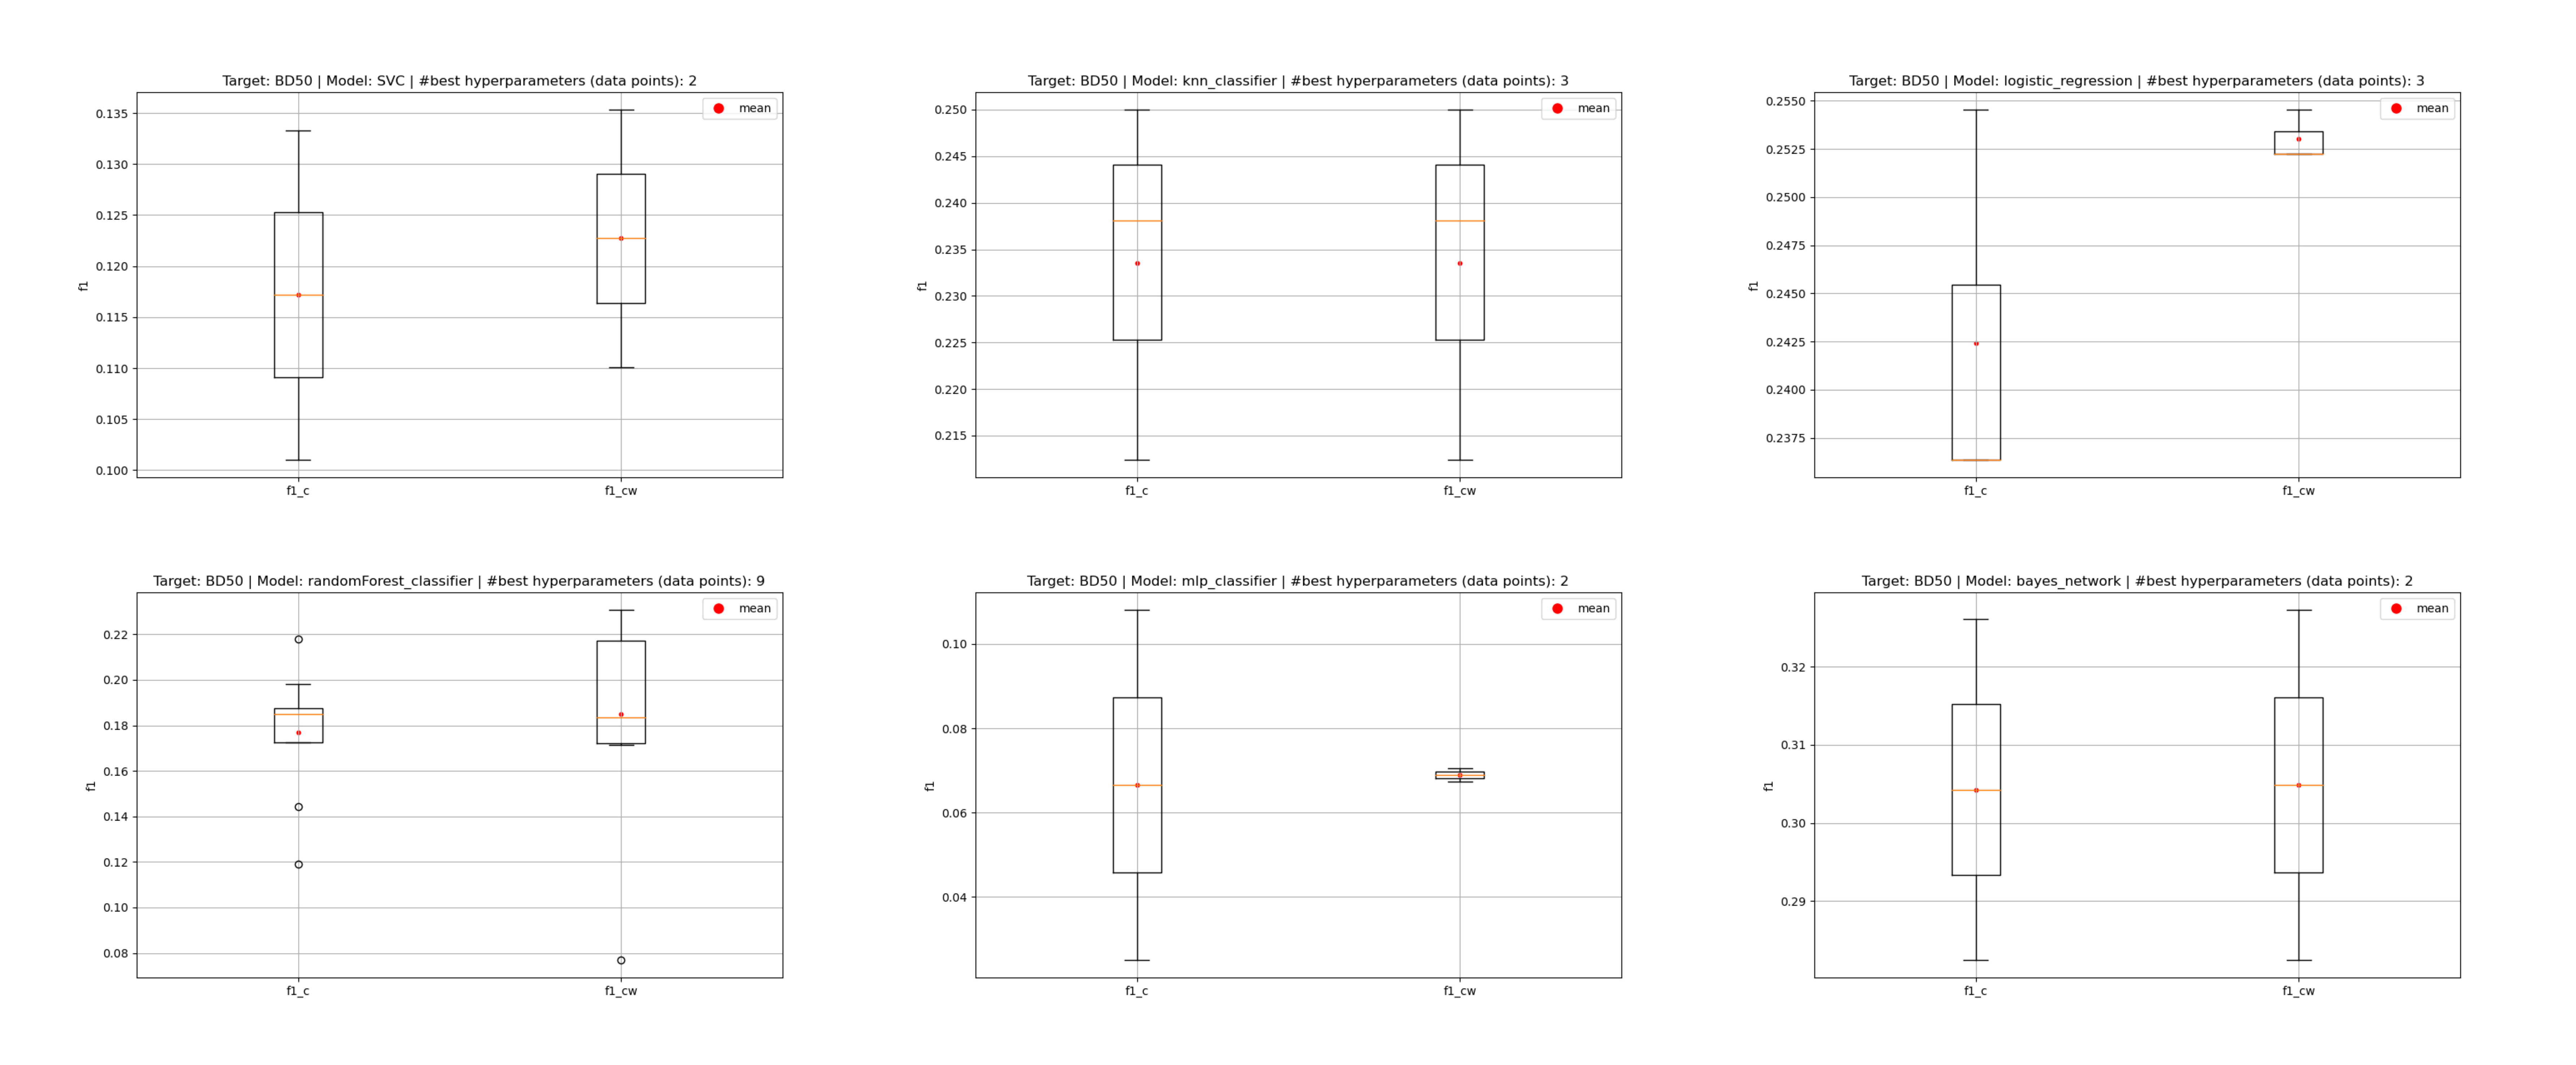 Target: BD50 | Model: SVC | #best hyperparameters (data points): 2
mean
0.135
0.130
0.125
0.120
0.115
0.110
0.105
0.100
f1
f1_c
f1_cw
Target: BD50 | Model: knn_classifier | #best hyperparameters (data points): 3
mean
0.250
0.245
0.240
0.235
0.230
0.225
0.220
0.215
f1
f1_c
f1_cw
Target: BD50 | Model: logistic_regression | #best hyperparameters (data points): 3
mean
0.2550
0.2525
0.2500
0.2475
0.2450
0.2425
0.2400
0.2375
f1
f1_c
f1_cw
Target: BD50 | Model: randomForest_classifier | #best hyperparameters (data points): 9
mean
0.22
0.20
0.18
0.16
0.14
0.12
0.10
0.08
f1
f1_c
f1_cw
Target: BD50 | Model: mlp_classifier | #best hyperparameters (data points): 2
mean
0.10
0.08
0.06
0.04
f1
f1_c
f1_cw
Target: BD50 | Model: bayes_network | #best hyperparameters (data points): 2
mean
0.32
0.31
0.30
0.29
f1
f1_c
f1_cw